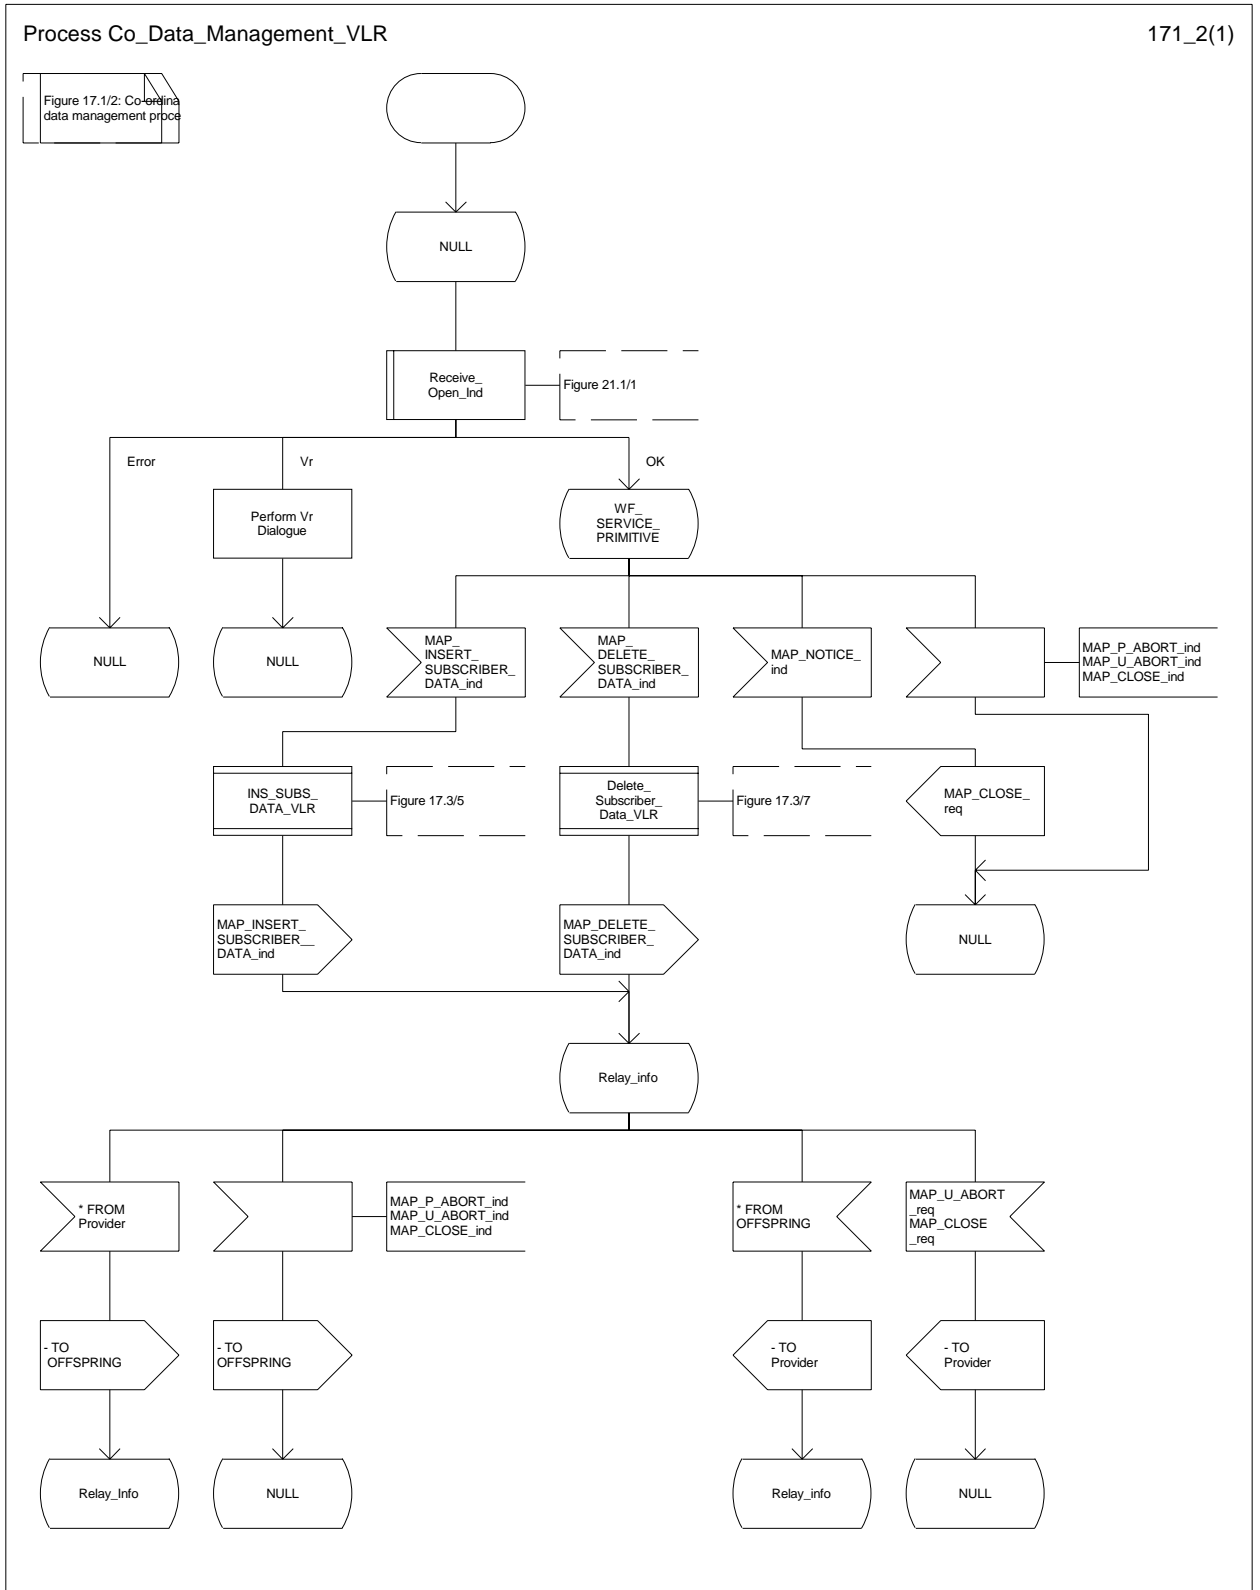 Process Co_Data_Management_VLR
171_2(1)
Figure 17.1/2: Co-ordina
data management proce
NULL
Receive_
Open_Ind
Figure 21.1/1
Error
Vr
OK
Perform Vr
Dialogue
WF_
SERVICE_
PRIMITIVE
NULL
NULL
MAP_
INSERT_
SUBSCRIBER_
DATA_ind
MAP_
DELETE_
SUBSCRIBER_
DATA_ind
MAP_NOTICE_
ind
MAP_P_ABORT_ind
MAP_U_ABORT_ind
MAP_CLOSE_ind
INS_SUBS_
DATA_VLR
Figure 17.3/5
Delete_
Subscriber_
Data_VLR
Figure 17.3/7
MAP_CLOSE_
req
MAP_INSERT_
SUBSCRIBER__
DATA_ind
MAP_DELETE_
SUBSCRIBER_
DATA_ind
NULL
Relay_info
* FROM
Provider
MAP_P_ABORT_ind
MAP_U_ABORT_ind
MAP_CLOSE_ind
* FROM
OFFSPRING
MAP_U_ABORT
_req
MAP_CLOSE
_req
- TO
OFFSPRING
- TO
OFFSPRING
- TO
Provider
- TO
Provider
Relay_Info
NULL
Relay_info
NULL